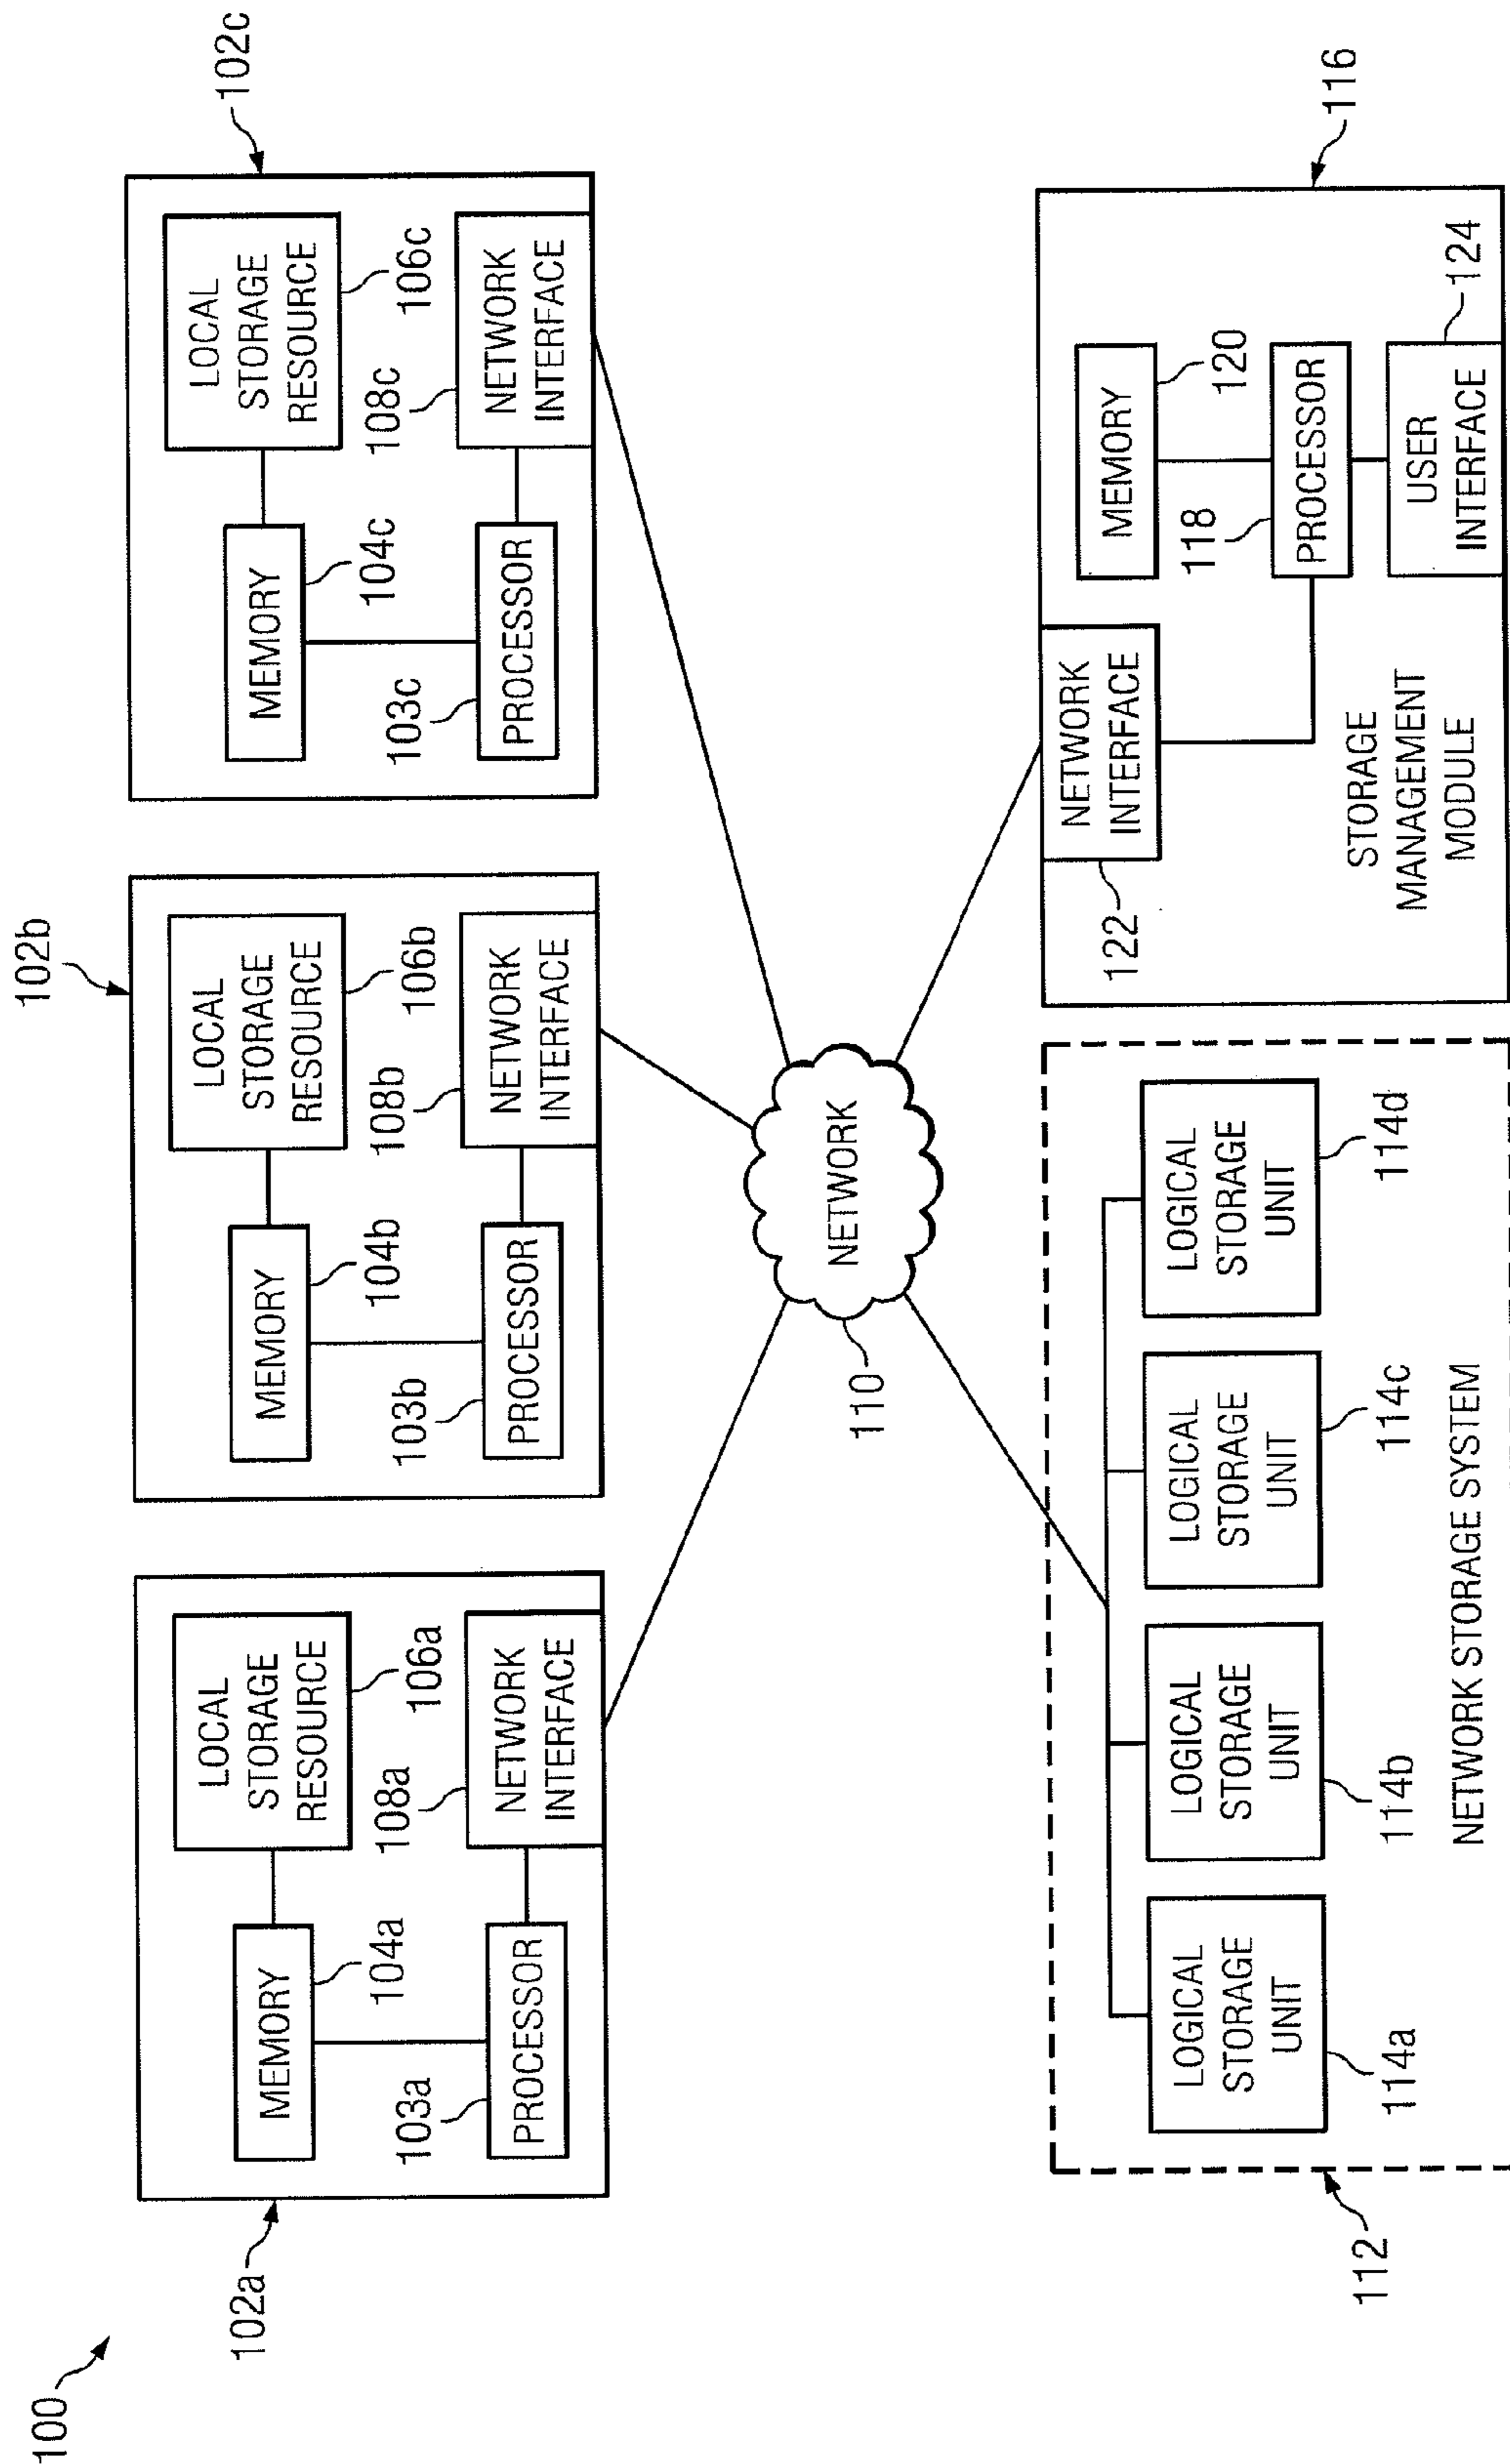 100
102a
MEMORY
104a
LOCAL
STORAGE
RESOURCE
106a
103a
PROCESSOR
108a
NETWORK
INTERFACE
102b
MEMORY
104b
LOCAL
STORAGE
RESOURCE
106b
103b
PROCESSOR
108b
NETWORK
INTERFACE
102c
MEMORY
104c
LOCAL
STORAGE
RESOURCE
106c
103c
PROCESSOR
108c
NETWORK
INTERFACE
NETWORK
110
112
LOGICAL
STORAGE
UNIT
114a
LOGICAL
STORAGE
UNIT
114b
LOGICAL
STORAGE
UNIT
114c
LOGICAL
STORAGE
UNIT
114d
NETWORK STORAGE SYSTEM
122
NETWORK
INTERFACE
MEMORY
120
118
PROCESSOR
USER
INTERFACE
124
STORAGE
MANAGEMENT
MODULE
116